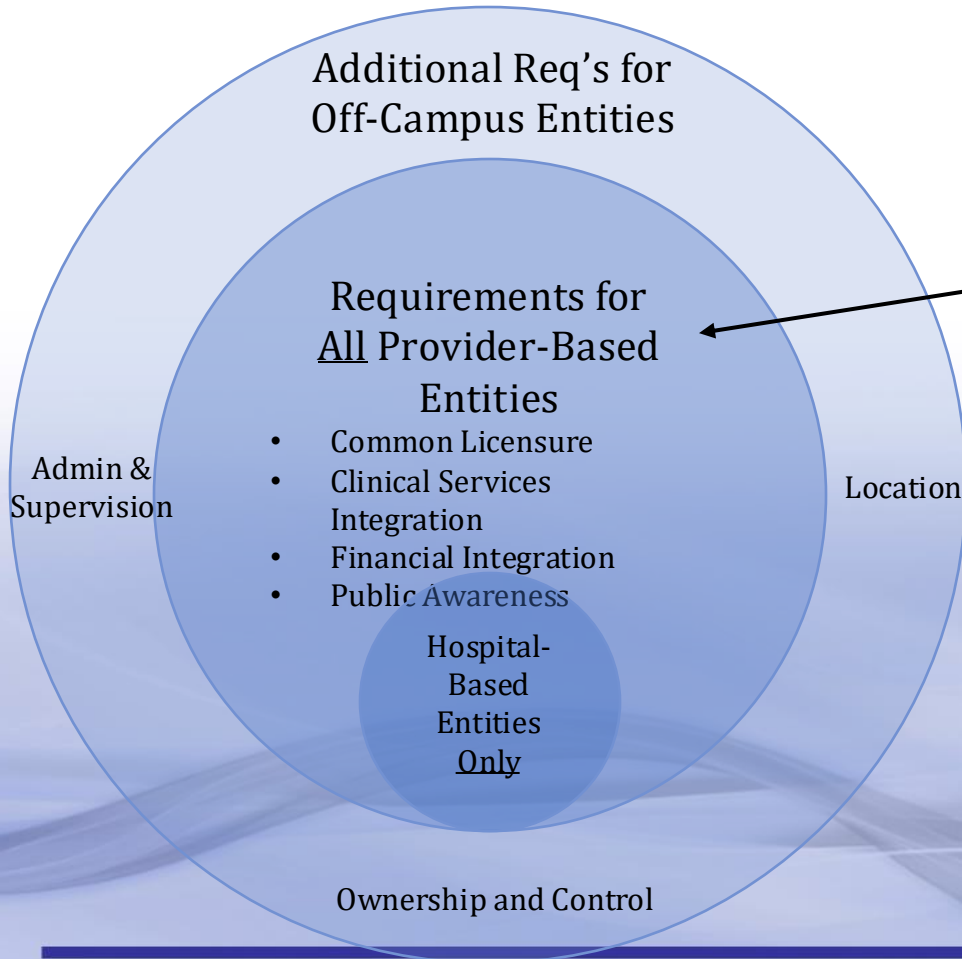 Additional Req’s for
Off-Campus Entities
Requirements for
All Provider-Based
Entities
• Common Licensure
• Clinical Services
Integration
• Financial Integration
• Public Awareness
Admin &
Supervision
Location
Hospital-
Based
Entities
Only
Ownership and Control